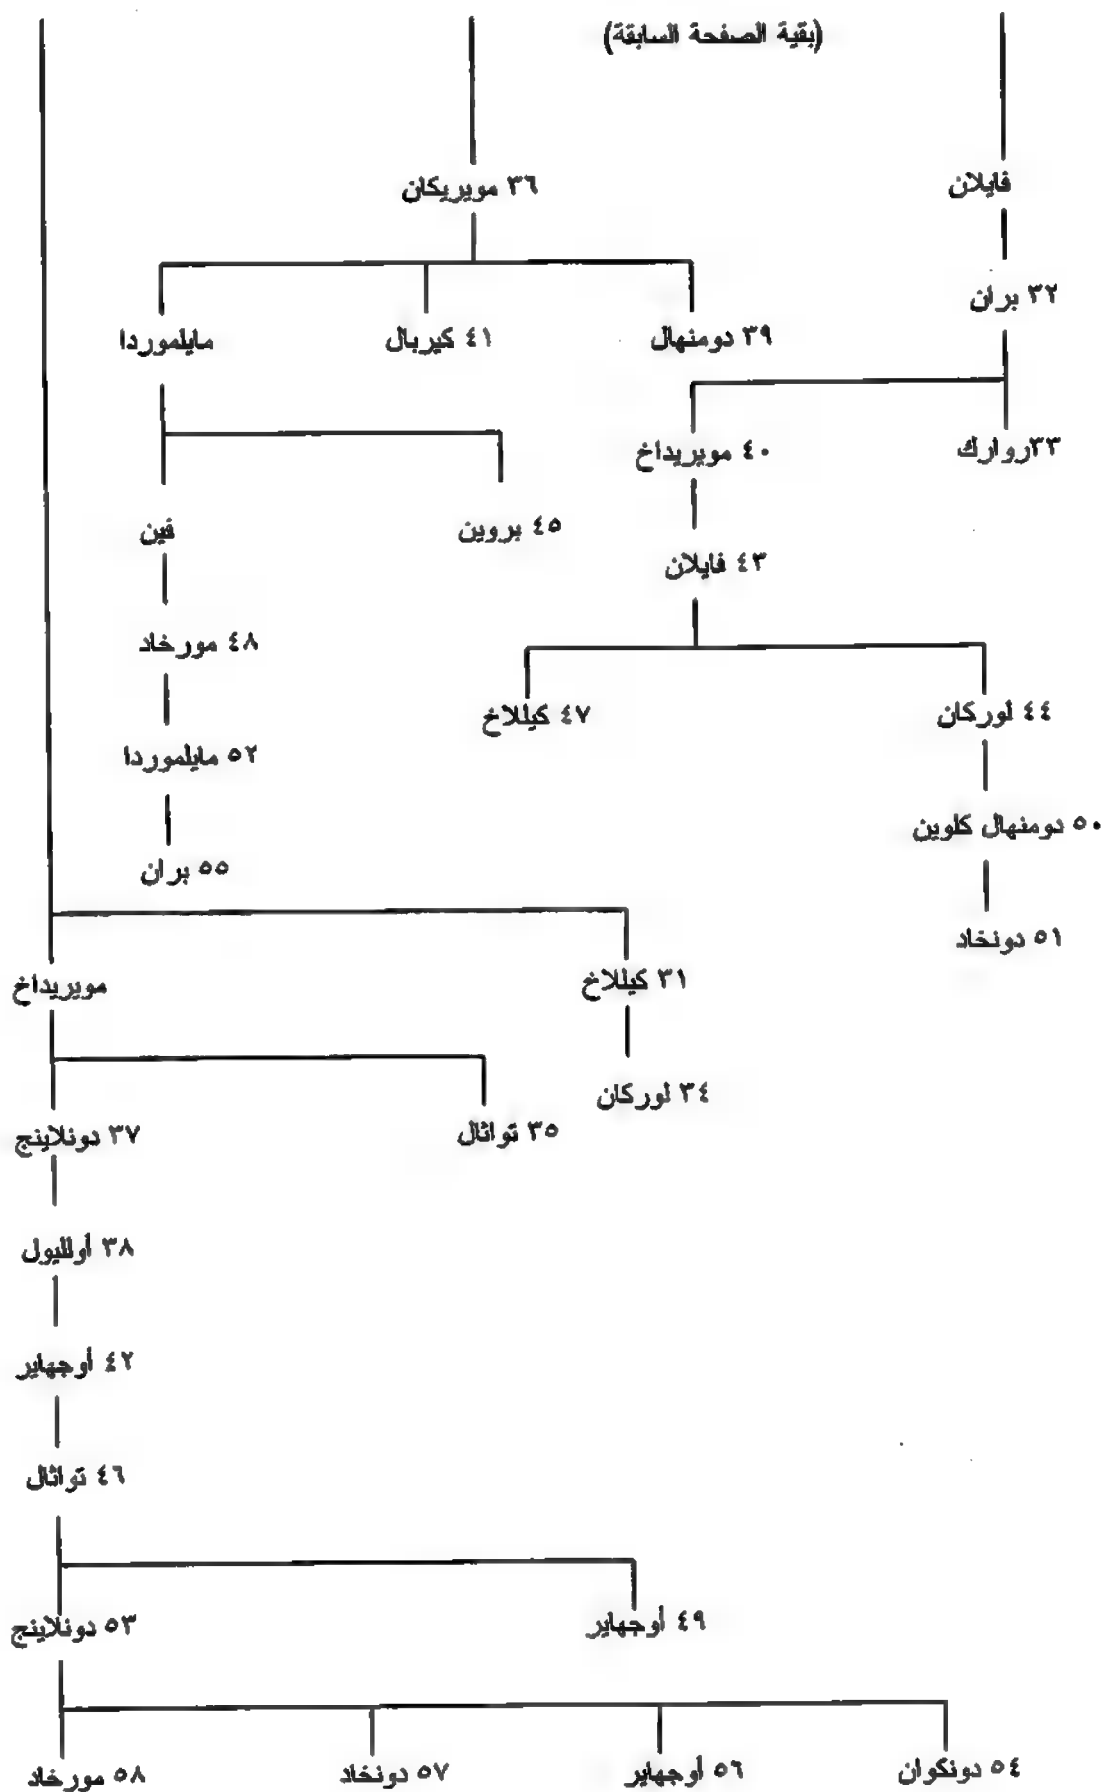 (بقية الصفحة السابقة)
فايلان
٣٦ مويريكان
٣٢ بران
٣٩ دومنهال
٤١ كيربال
مايلموردا
٣٣روارك
٤٠ مويريداخ
٤٥ بروين
فين
٤٣ فايلان
٤٨ مورخاد
٤٤ لوركان
٤٧ كيللاخ
٥٢ مايلموردا
٥٠ دومنهال كلوين
٥٥ بران
٥١ دونخاد
٣١ كيللاخ
مويريداخ
٣٤ لوركان
٣٥ تواثال
٣٧ دونلاينج
٣٨ أولليول
٤٢ أوجهاير
٤٦ تواثال
٤٩ أوجهاير
٥٣ دونلاينج
٥٤ دونكوان
٥٦ أوجهاير
٥٧ دونخاد
٥٨ مورخاد